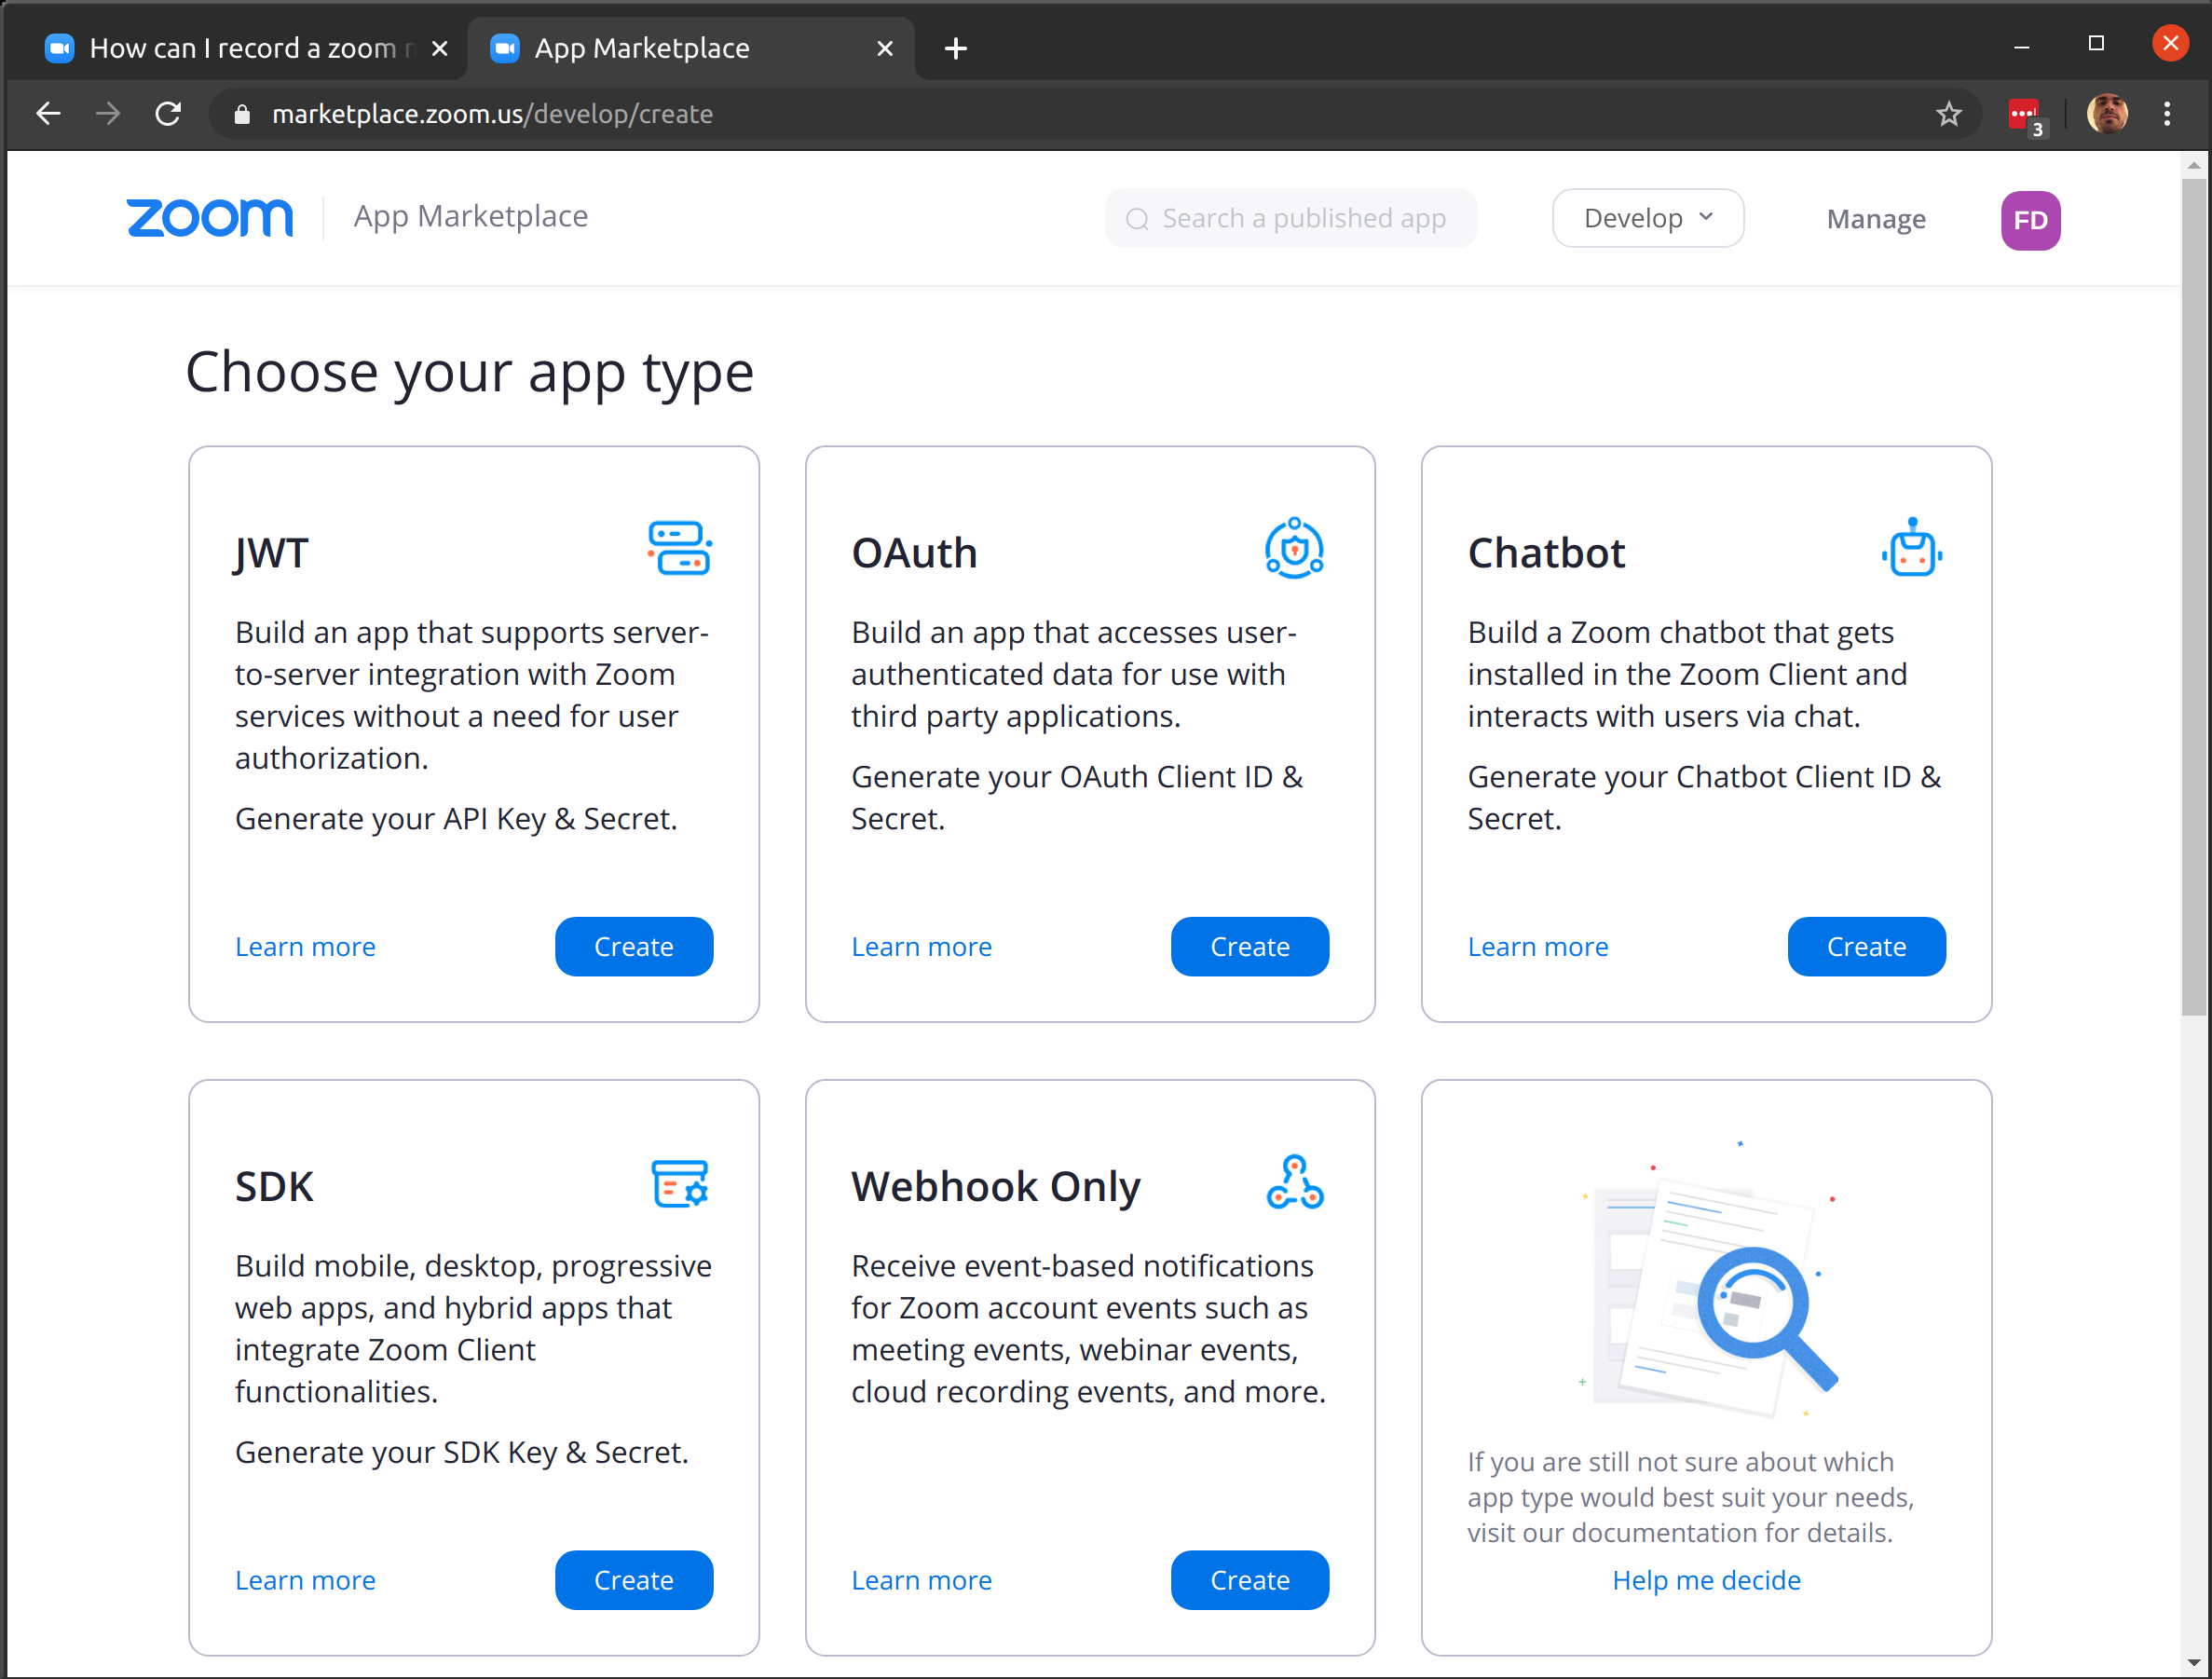 How can I record a zoom
App Marketplace
marketplace.zoom.us/develop/create
3
zoom
App Marketplace
Search a published app
Develop
Manage
FD
Choose your app type
JWT
Build an app that supports server-
to-server integration with Zoom
services without a need for user
authorization.
Generate your API Key & Secret.
Learn more
Create
OAuth
Build an app that accesses user-
authenticated data for use with
third party applications.
Generate your OAuth Client ID &
Secret.
Learn more
Create
Chatbot
Build a Zoom chatbot that gets
installed in the Zoom Client and
interacts with users via chat.
Generate your Chatbot Client ID &
Secret.
Learn more
Create
SDK
Build mobile, desktop, progressive
web apps, and hybrid apps that
integrate Zoom Client
functionalities.
Generate your SDK Key & Secret.
Learn more
Create
Webhook Only
Receive event-based notifications
for Zoom account events such as
meeting events, webinar events,
cloud recording events, and more.
Learn more
Create
If you are still not sure about which
app type would best suit your needs,
visit our documentation for details.
Help me decide